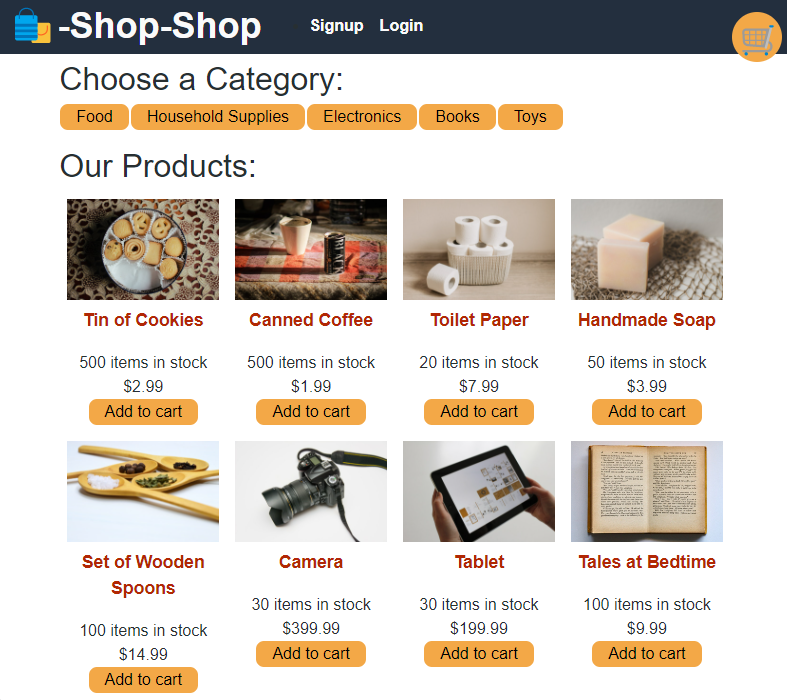 -Shop-Shop
Signup Login
Choose a Category:
Food Household Supplies Electronics Books Toys
Our Products:
Tin of Cookies Canned Coffee Toilet Paper Handmade Soap
500 items in stock 500 items in stock 20 items in stock 50 items in stock
$2.99 $1.99 $7.99 $3.99
Add to cart Add to cart Add to cart Add to cart
Set of Wooden Spoons
100 items in stock
$14.99
Add to cart
Camera
30 items in stock
$399.99
Add to cart
Tablet
30 items in stock
$199.99
Add to cart
Tales at Bedtime
100 items in stock
$9.99
Add to cart